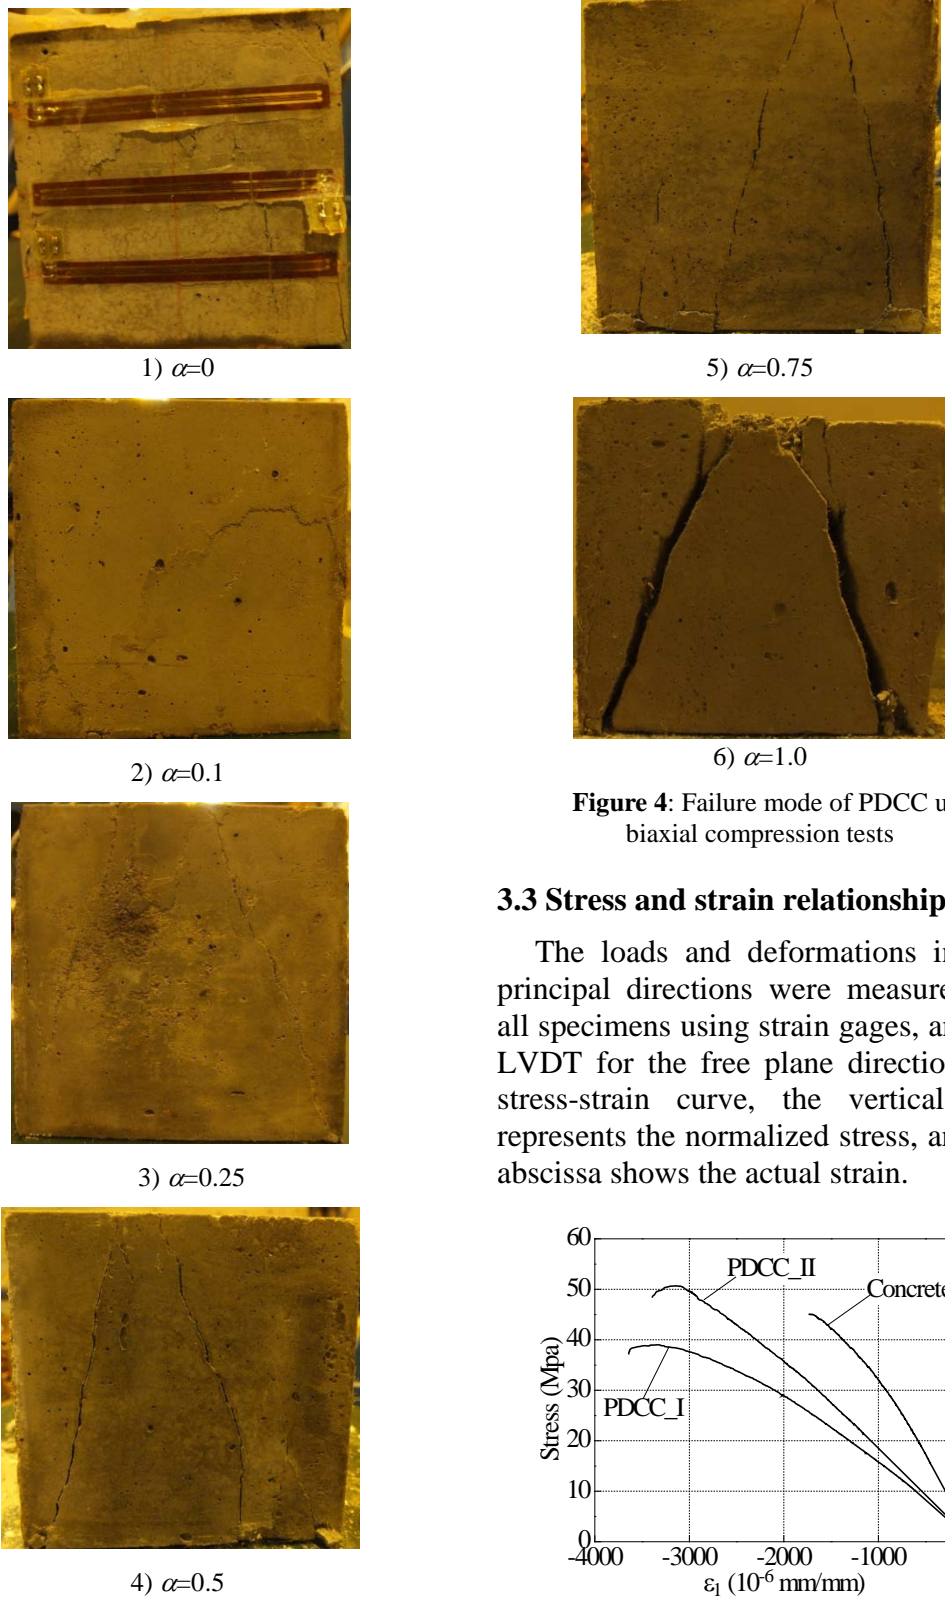 1) α=0
2) α=0.1
3) α=0.25
4) α=0.5
5) α=0.75
6) α=1.0
Figure 4: Failure mode of PDCC u
biaxial compression tests
3.3 Stress and strain relationship
The loads and deformations in
principal directions were measure
all specimens using strain gages, an
LVDT for the free plane direction
stress-strain curve, the vertical
represents the normalized stress, an
abscissa shows the actual strain.
60
50
40
30
20
10
0
Stress (Mpa)
PDCC_II
Concrete
PDCC_I
-4000 -3000 -2000 -1000
ε1 (10-6 mm/mm)